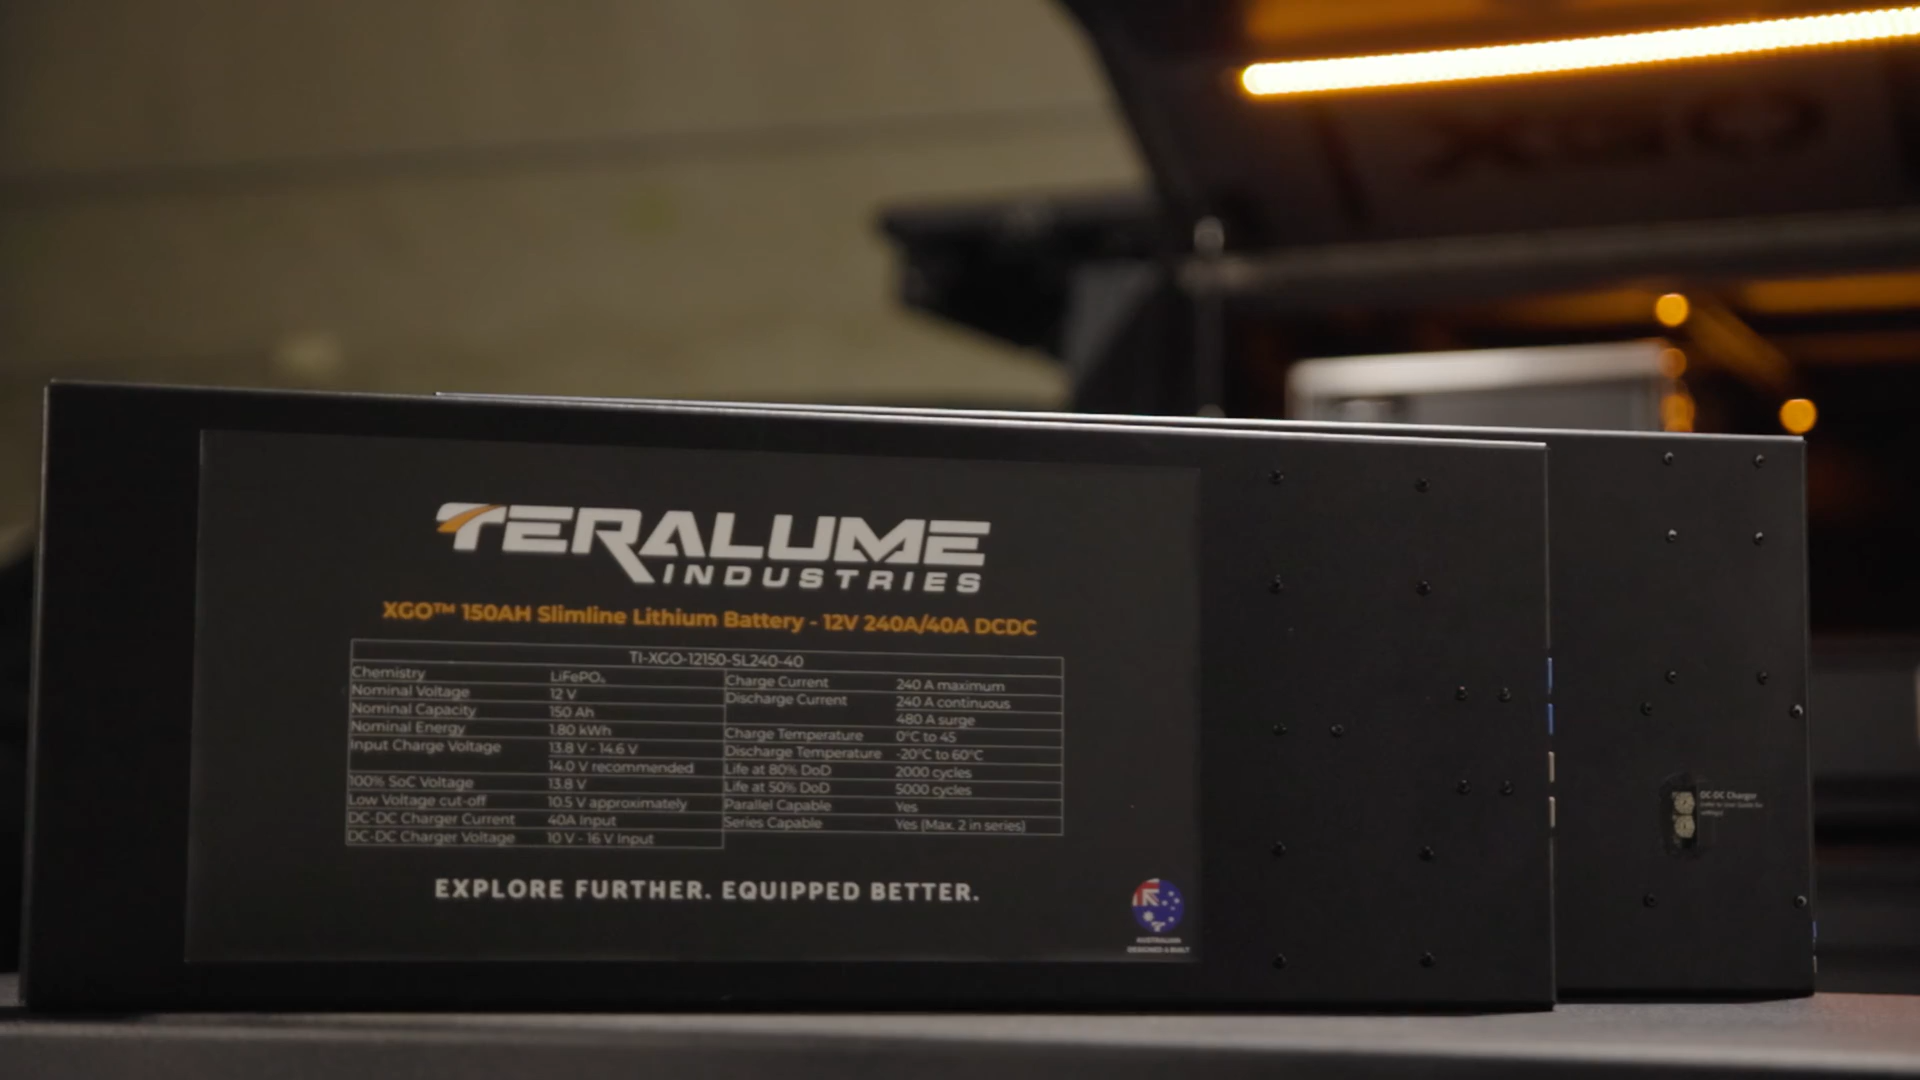 TERALUME
INDUSTRIES
XGO™ 150AH Slimline Lithium Battery - 12V 240A/40A DCDC
TI-XGO-12150-SL240-40
Chemistry LiFePO₄
Nominal Voltage 12 V
Nominal Capacity 150 Ah
Nominal Energy 1.80 kWh
Input Charge Voltage 13.8 V - 14.6 V
14.0 V recommended
100% SoC Voltage 13.8 V
Low Voltage cut-off 10.5 V approximately
DC-DC Charger Current 40A Input
DC-DC Charger Voltage 10 V - 16 V Input
Charge Current 240 A maximum
Discharge Current 240 A continuous
480 A surge
Charge Temperature 0°C to 45
Discharge Temperature -20°C to 60°C
Life at 80% DoD 2000 cycles
Life at 50% DoD 5000 cycles
Parallel Capable Yes
Series Capable Yes (Max. 2 in series)
EXPLORE FURTHER. EQUIPPED BETTER.
AUSTRALIAN
DESIGNED & BUILT
DC-DC Charger